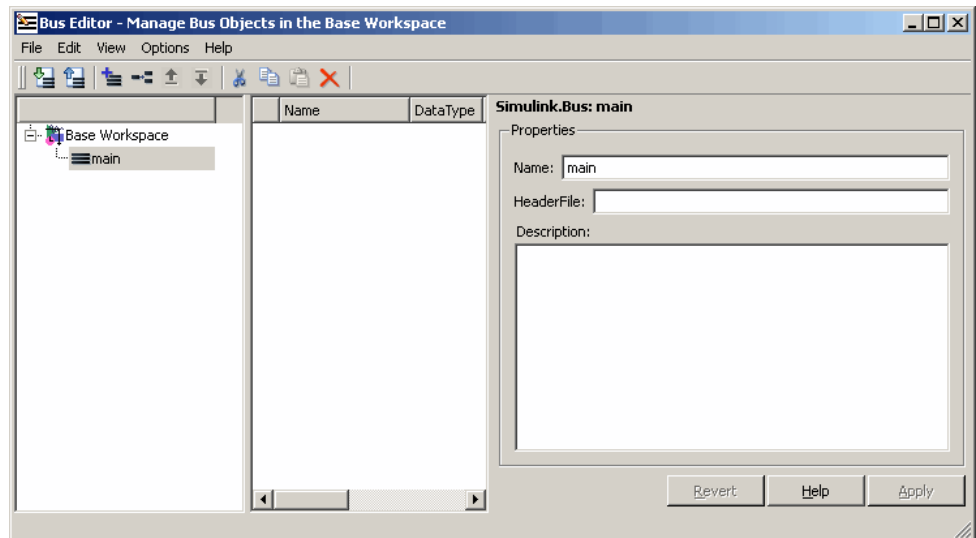 Bus Editor - Manage Bus Objects in the Base Workspace
File Edit View Options Help
Name DataType
Simulink.Bus: main
Base Workspace
main
Properties
Name: main
HeaderFile:
Description:
Revert Help Apply